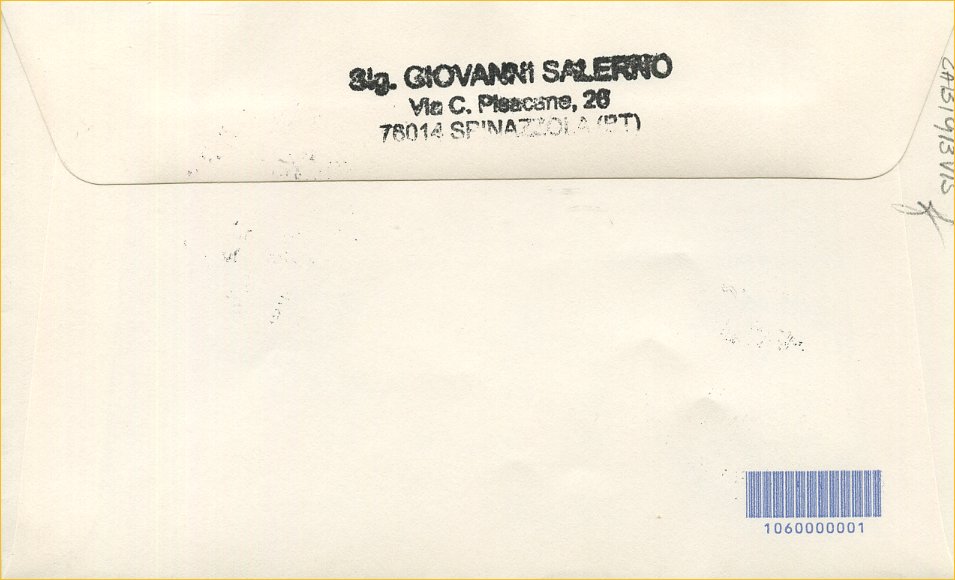 Sig. GIOVANNI SALERNO
Via C. Pisacane, 26
76014 SPINAZZOLA (BT)
1060000001